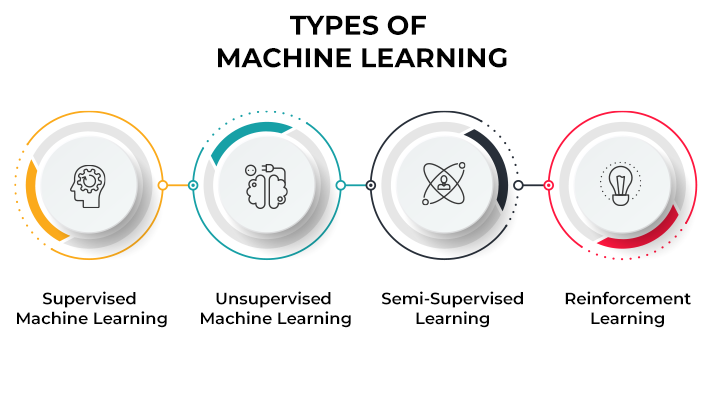 TYPES OF
MACHINE LEARNING
Supervised
Machine Learning
Unsupervised
Machine Learning
Semi-Supervised
Learning
Reinforcement
Learning